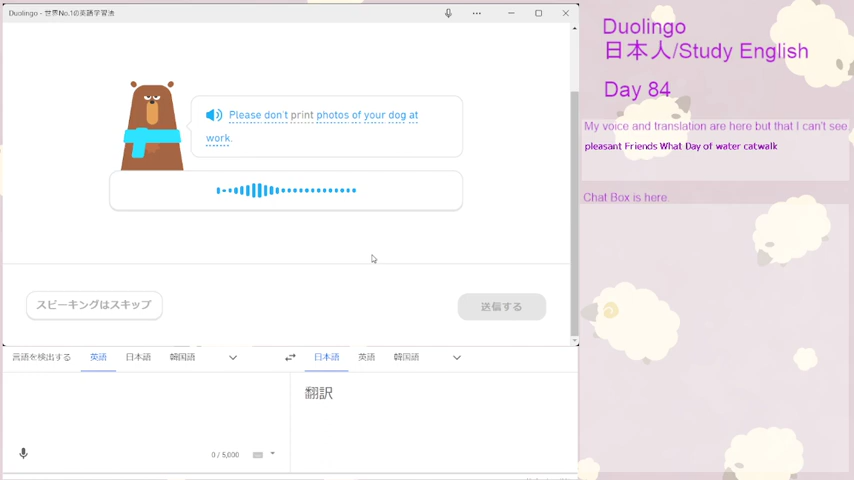 Duolingo - 世界No.1の英語学習法
Please don't print photos of your dog at
work.
スピーキングはスキップ
送信する
言語を検出する 英語 日本語 韓国語
日本語 英語 韓国語
翻訳
0 / 5,000
Duolingo
日本人/Study English
Day 84
My voice and translation are here but that I can't see
pleasant Friends What Day of water catwalk
Chat Box is here.